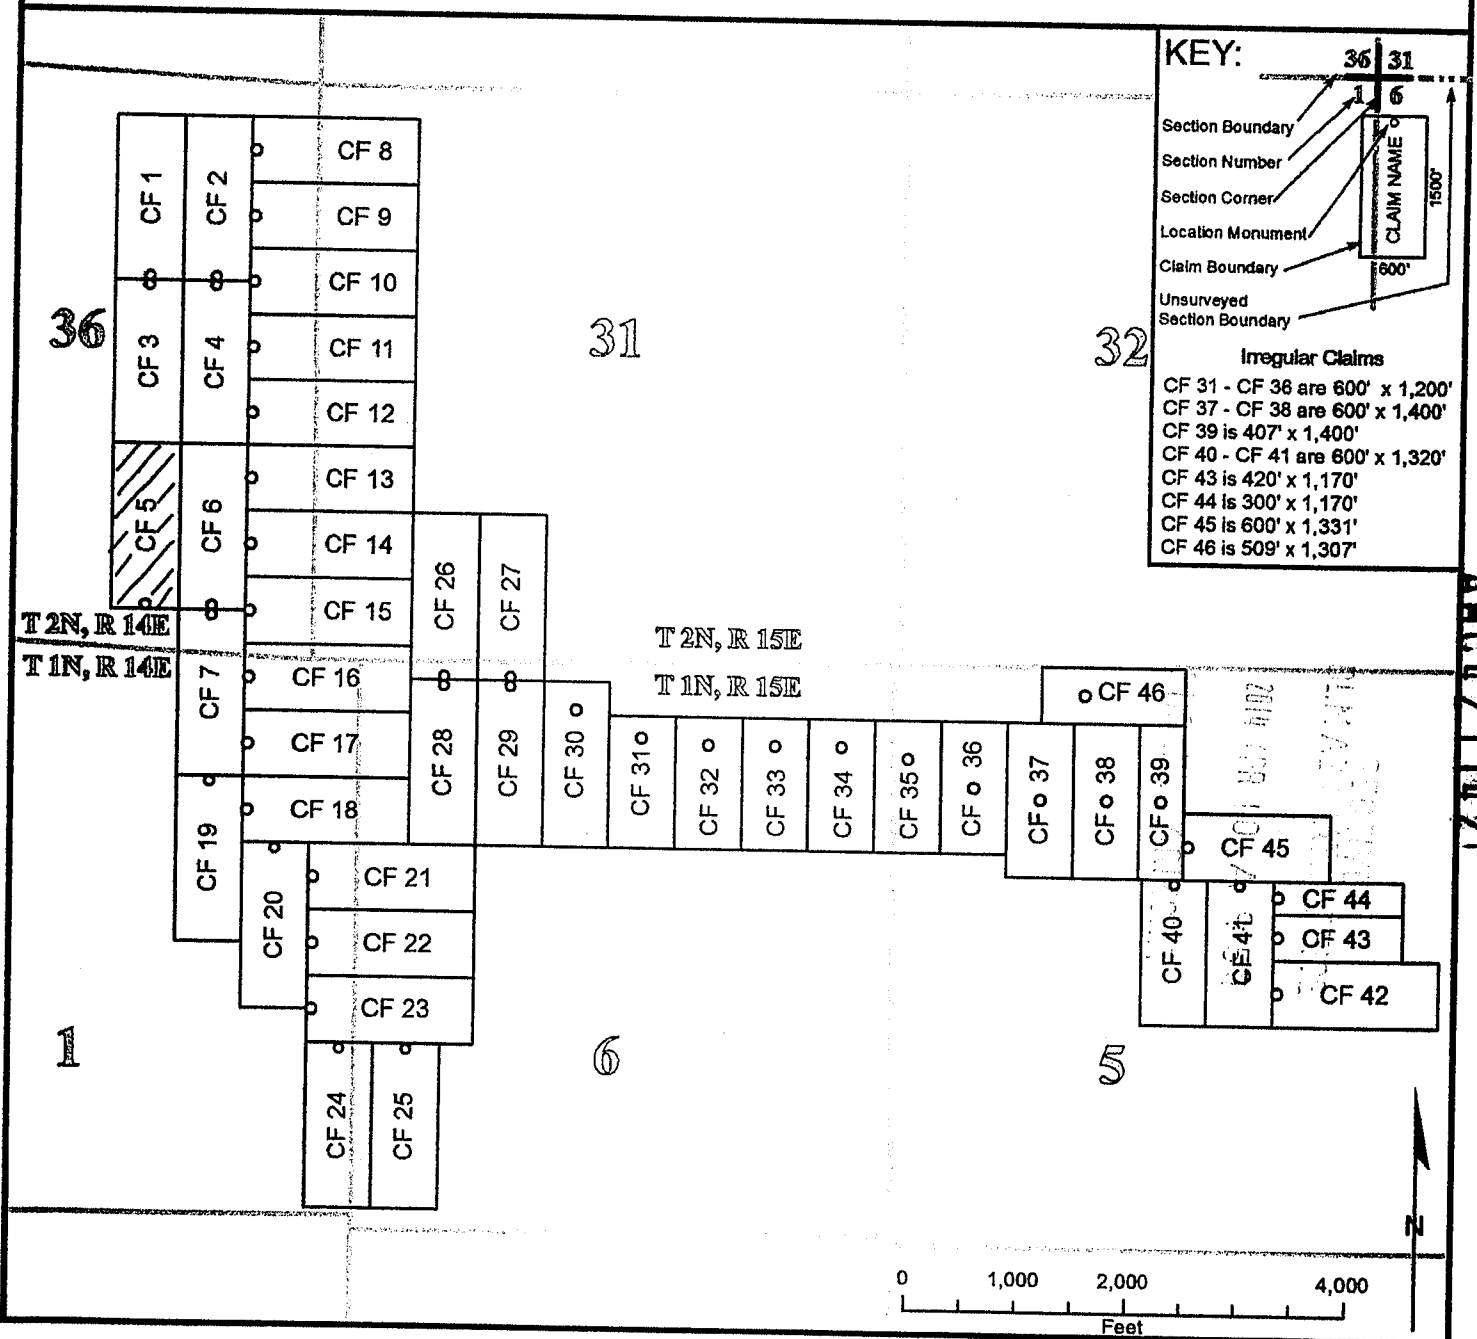 KEY:
36 31
1 6
Section Boundary
Section Number
Section Corner
Location Monument
Claim Boundary
Unsurveyed
Section Boundary
CLAIM NAME
1500'
600'
Irregular Claims
CF 31 - CF 36 are 600' x 1,200'
CF 37 - CF 38 are 600' x 1,400'
CF 39 is 407' x 1,400'
CF 40 - CF 41 are 600' x 1,320'
CF 43 is 420' x 1,170'
CF 44 is 300' x 1,170'
CF 45 is 600' x 1,331'
CF 46 is 509' x 1,307'
CF 1
CF 2
CF 8
CF 9
CF 10
36
CF 3
CF 4
CF 11
31
32
CF 12
CF 5
CF 6
CF 13
CF 14
CF 15
CF 26
CF 27
T 2N, R 14E
T 2N, R 15E
T 1N, R 14E
T 1N, R 15E
CF 7
CF 16
CF 17
CF 18
CF 28
CF 29
CF 30
CF 31
CF 32
CF 33
CF 34
CF 35
CF 36
CF 37
CF 38
CF 39
CF 46
CF 45
CF 19
CF 20
CF 21
CF 22
CF 23
CF 40
CF 41
CF 44
CF 43
CF 42
1
6
5
CF 24
CF 25
N
0 1,000 2,000 4,000
Feet